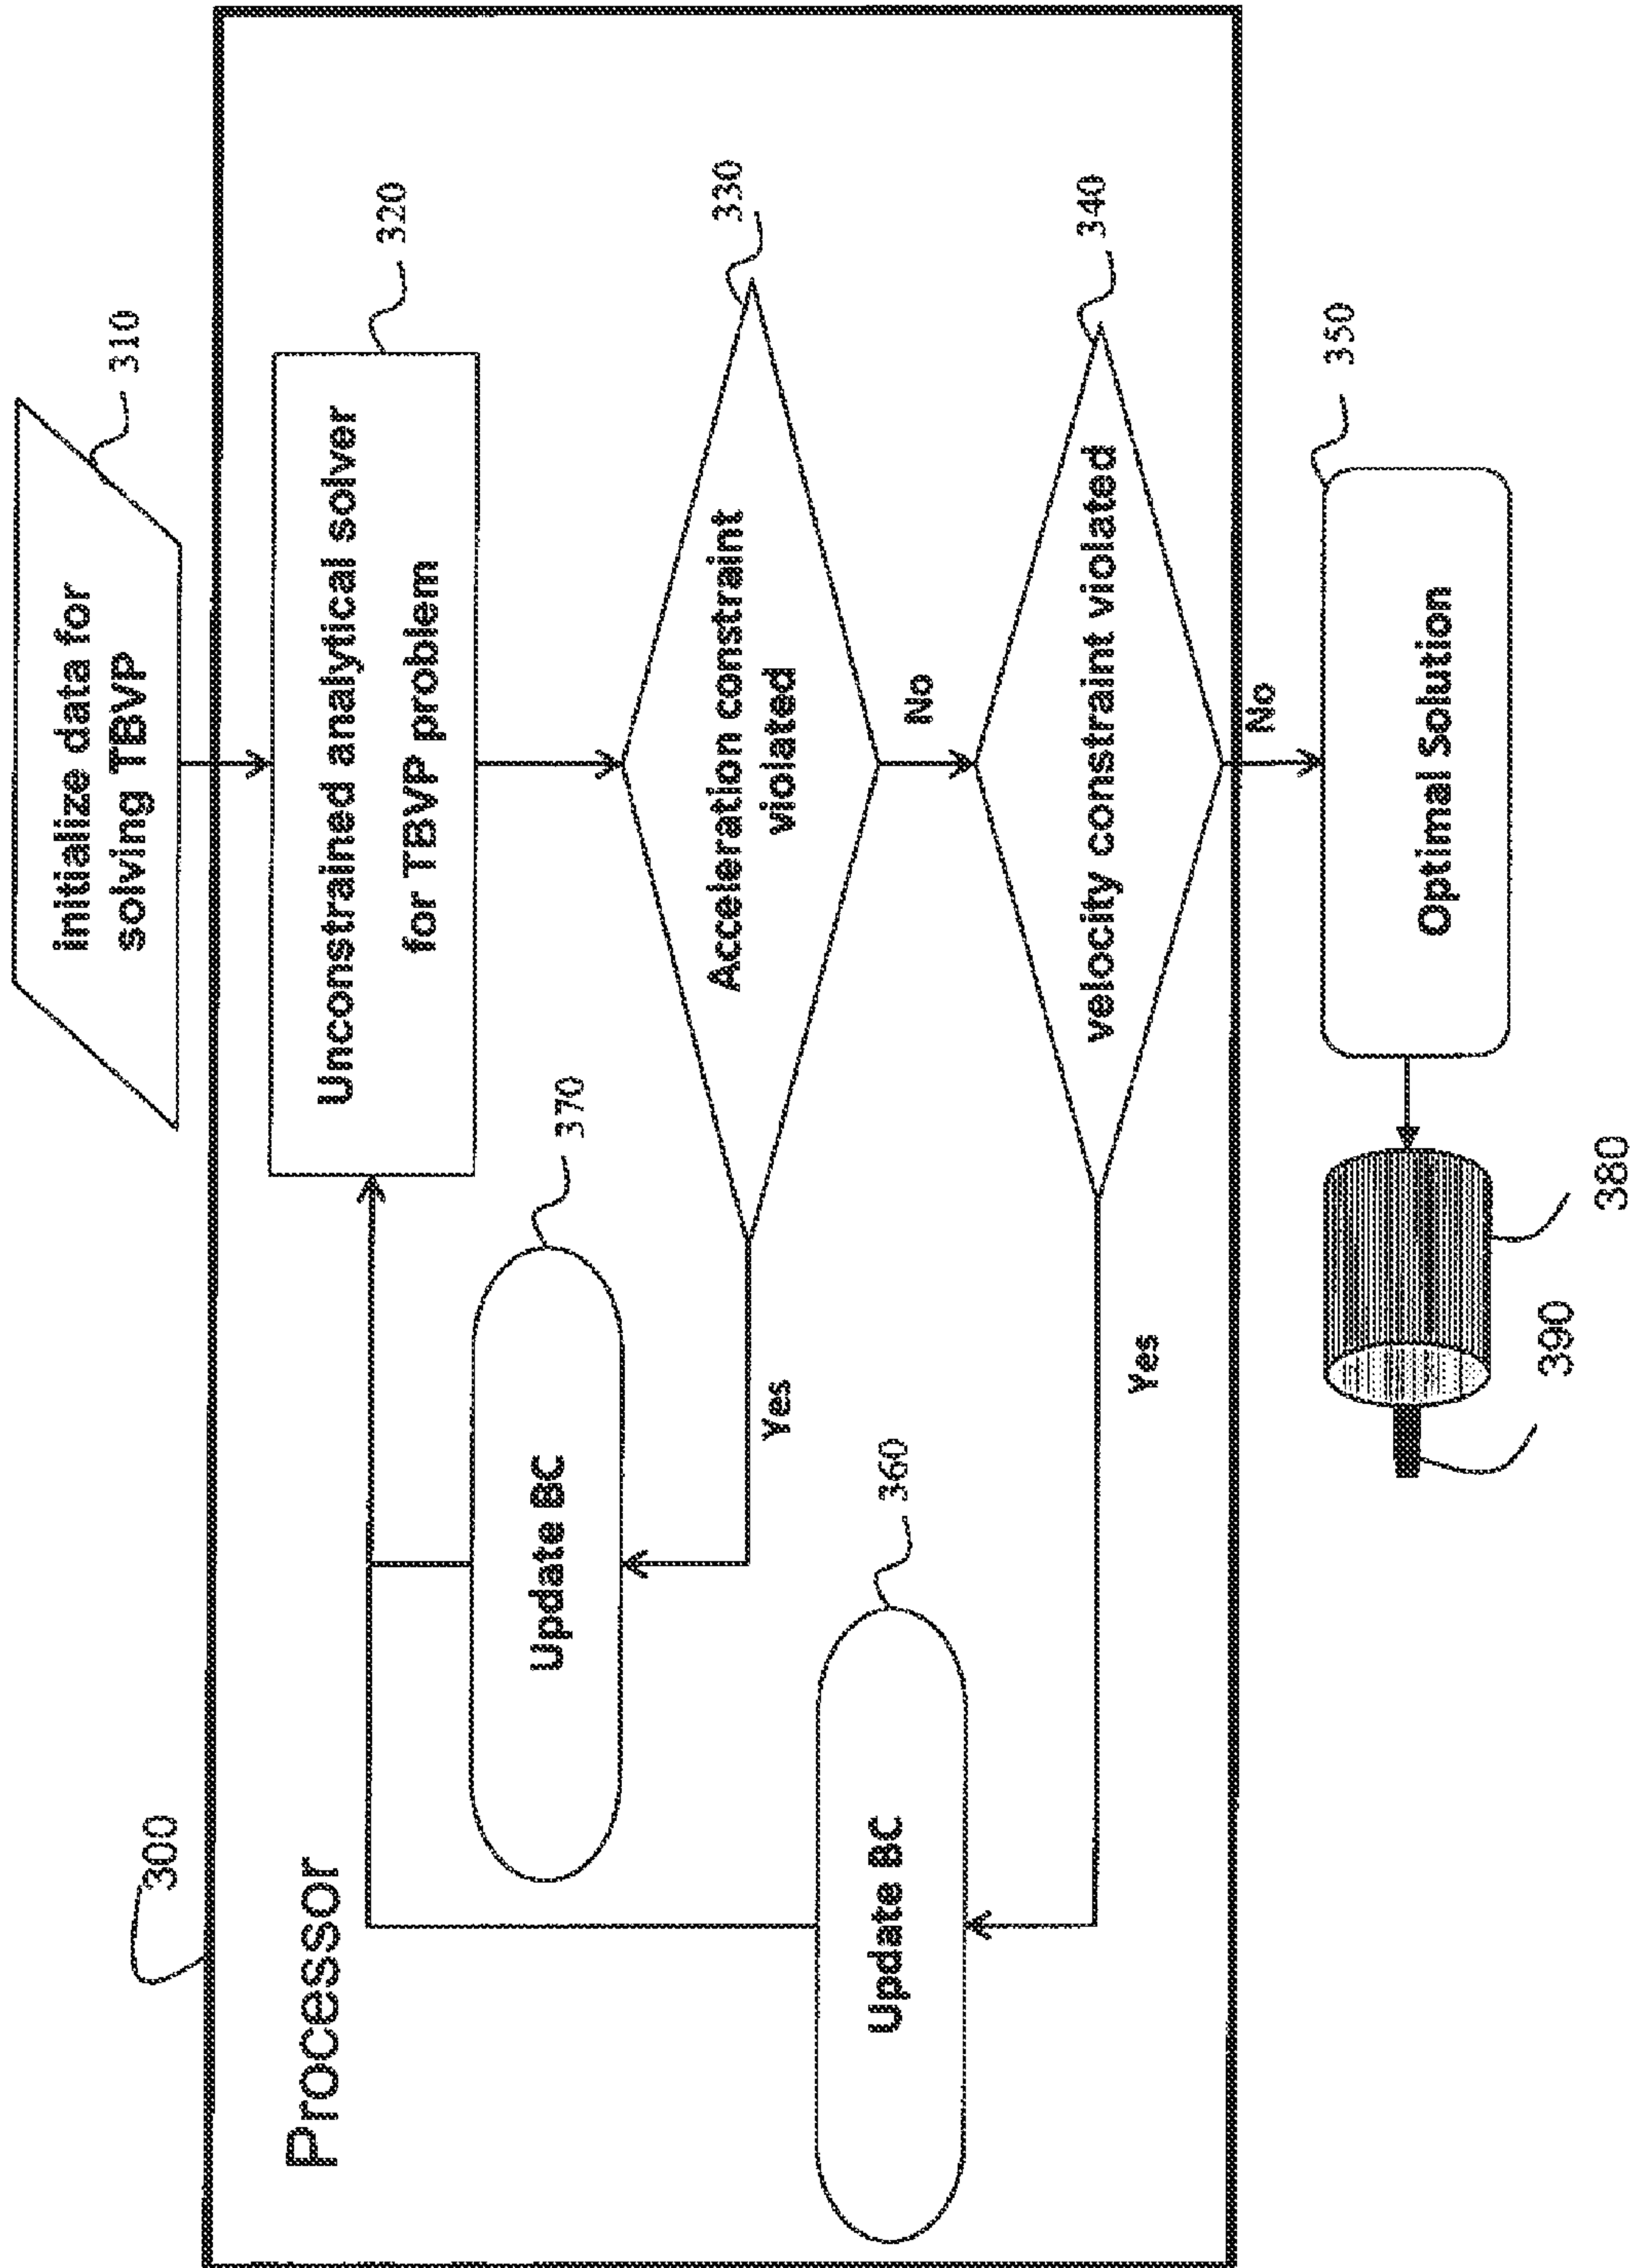 initialize data for
solving TBVP
310
300
Processor
Unconstrained analytical solver
for TBVP problem
320
370
Update BC
Acceleration constraint
violated
330
Yes
No
360
Update BC
velocity constraint violated
340
Yes
No
Optimal Solution
350
380
390